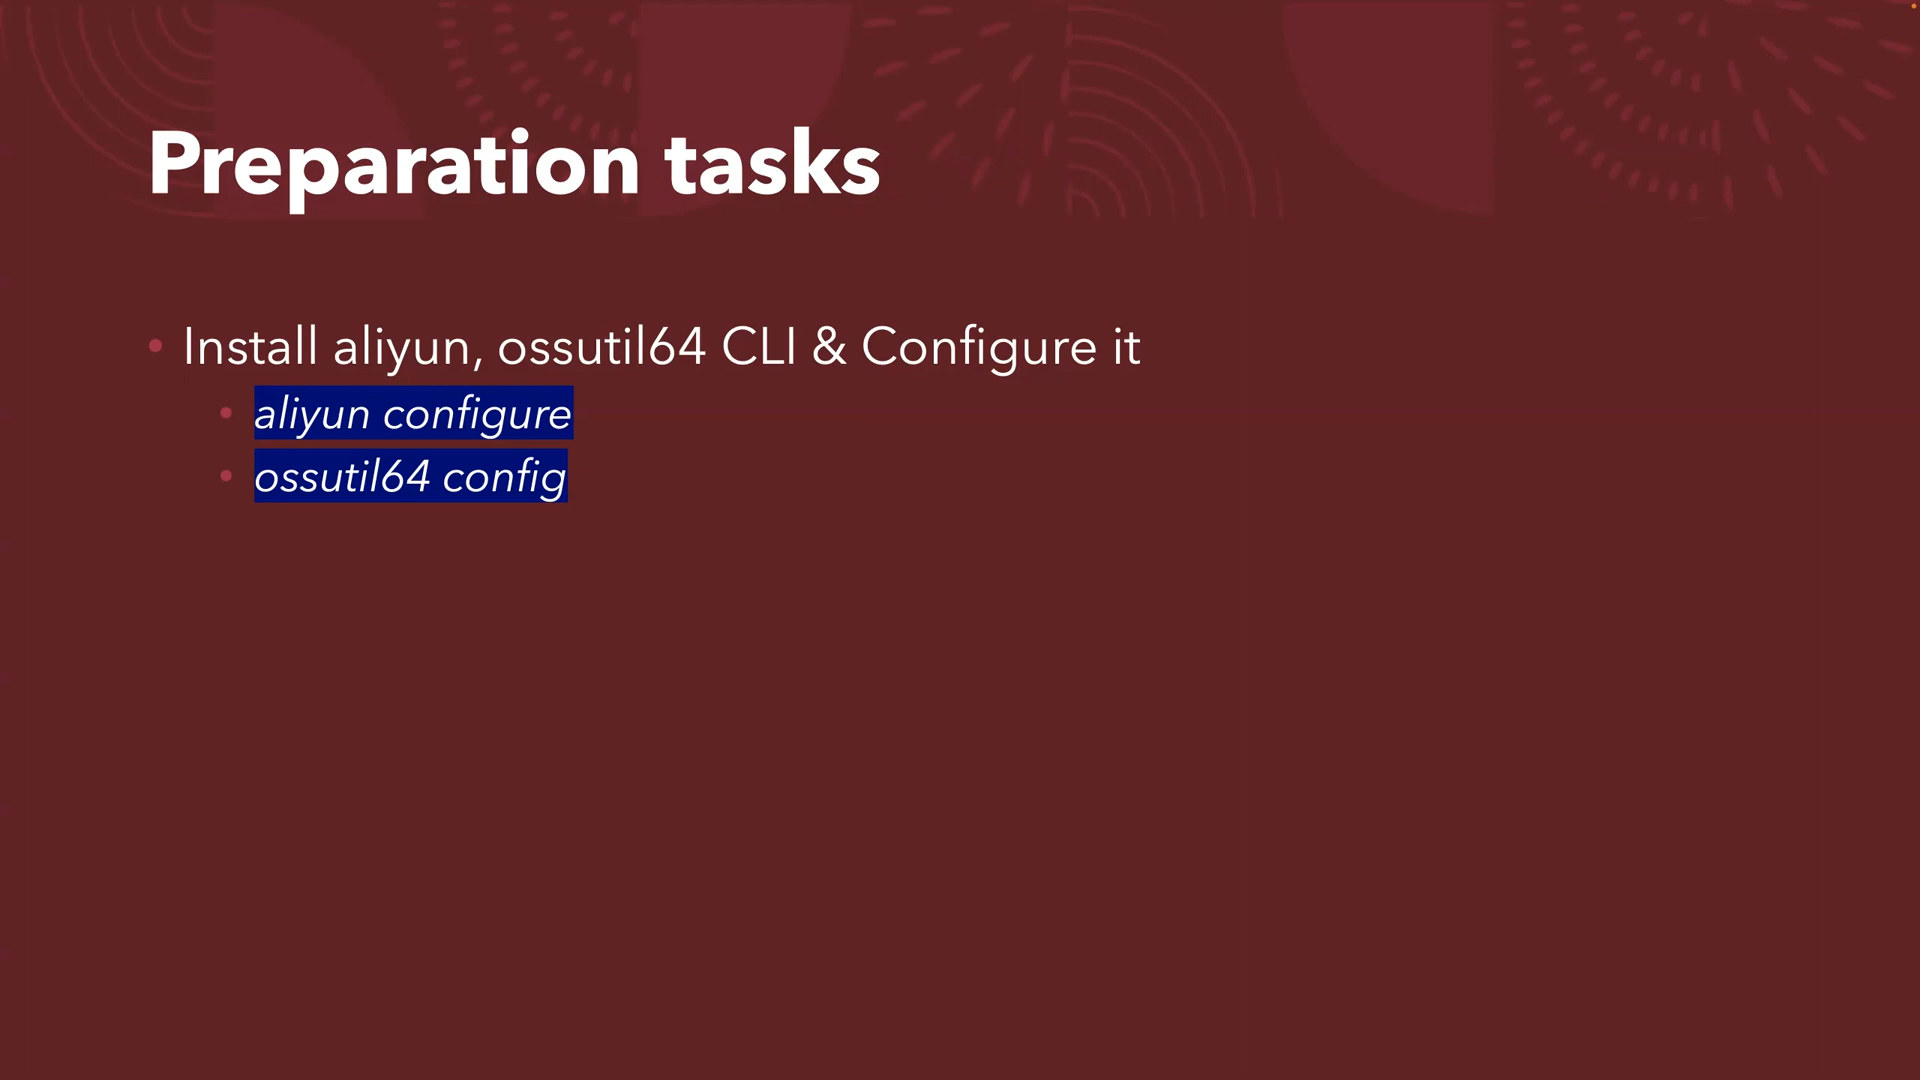 Preparation tasks
• Install aliyun, ossutil64 CLI & Configure it
• aliyun configure
• ossutil64 config